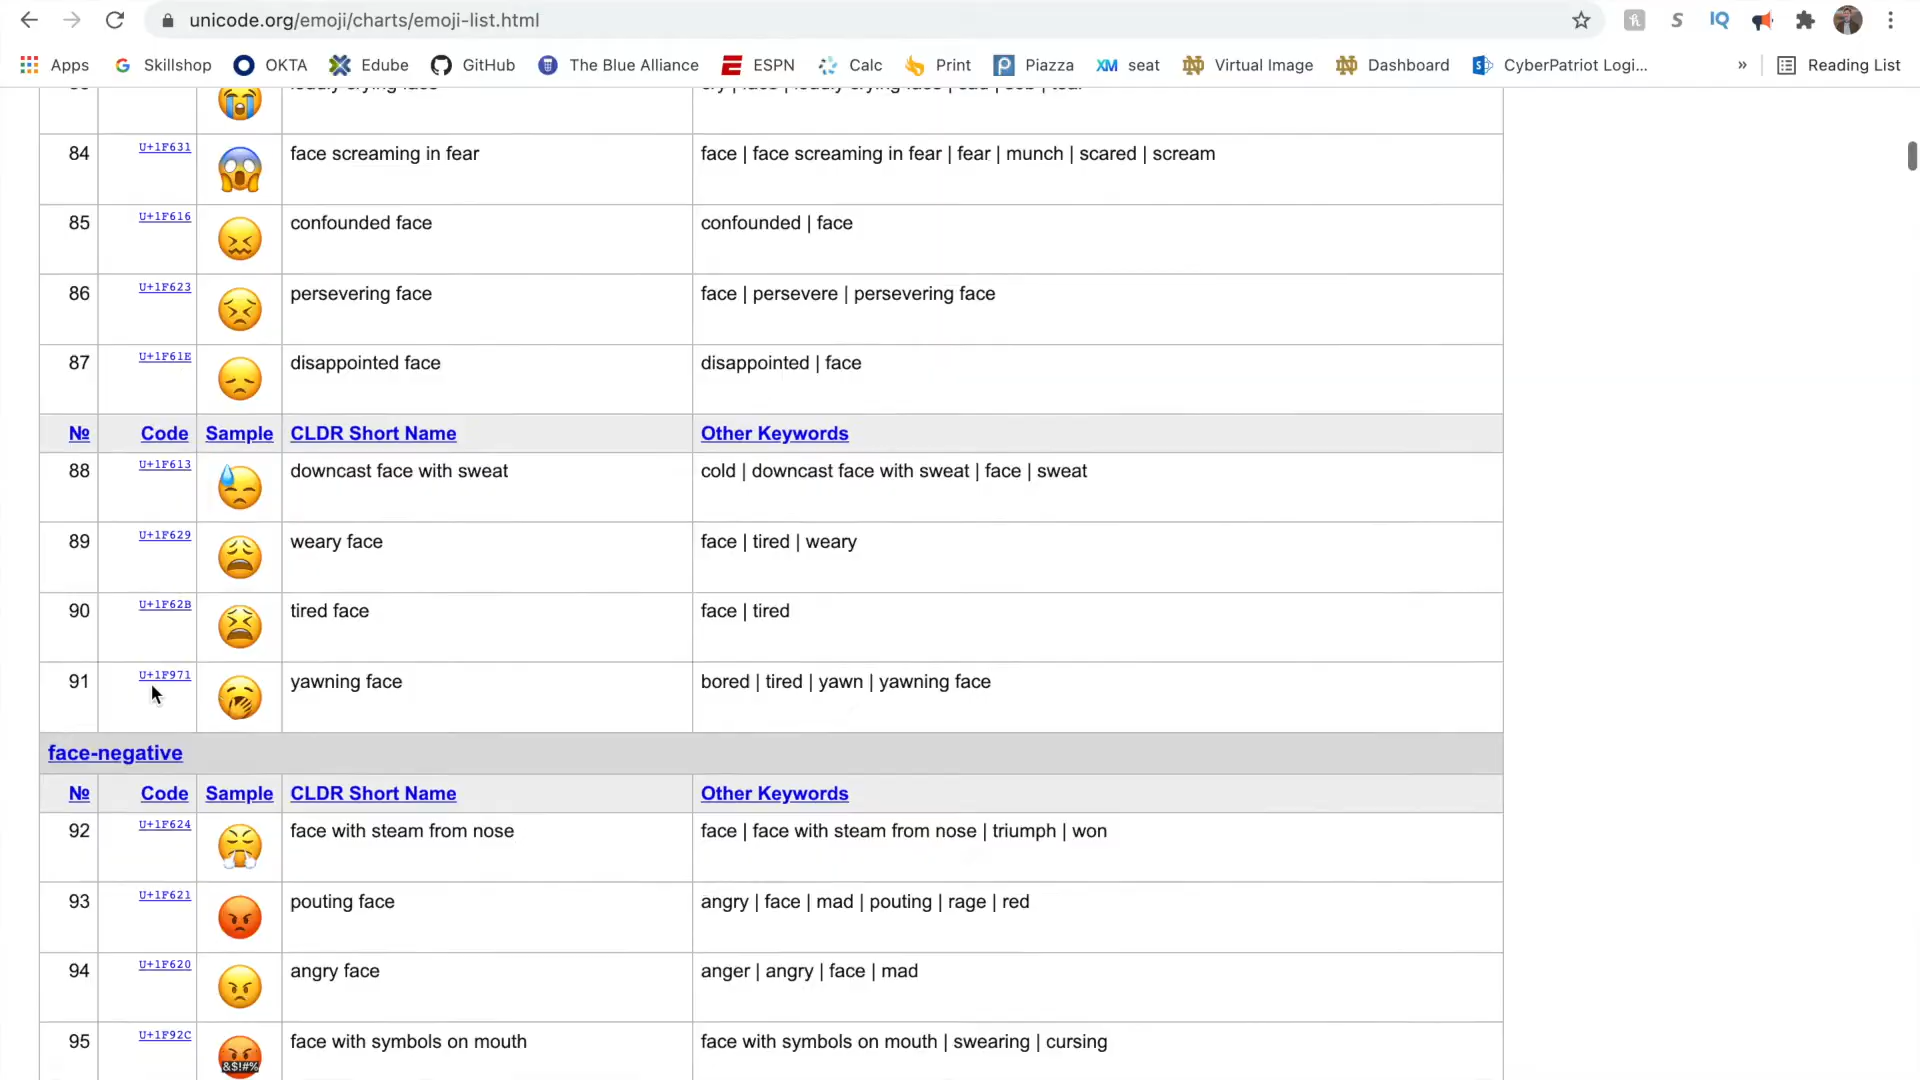 unicode.org/emoji/charts/emoji-list.html
Apps Skillshop OKTA Edube GitHub The Blue Alliance ESPN Calc Print Piazza XM seat Virtual Image Dashboard CyberPatriot Logi... » Reading List
84 U+1F631 face screaming in fear face | face screaming in fear | fear | munch | scared | scream
85 U+1F616 confounded face confounded | face
86 U+1F623 persevering face face | persevere | persevering face
87 U+1F61E disappointed face disappointed | face
№ Code Sample CLDR Short Name Other Keywords
88 U+1F613 downcast face with sweat cold | downcast face with sweat | face | sweat
89 U+1F629 weary face face | tired | weary
90 U+1F62B tired face face | tired
91 U+1F971 yawning face bored | tired | yawn | yawning face
face-negative
№ Code Sample CLDR Short Name Other Keywords
92 U+1F624 face with steam from nose face | face with steam from nose | triumph | won
93 U+1F621 pouting face angry | face | mad | pouting | rage | red
94 U+1F620 angry face anger | angry | face | mad
95 U+1F92C &$!#% face with symbols on mouth face with symbols on mouth | swearing | cursing